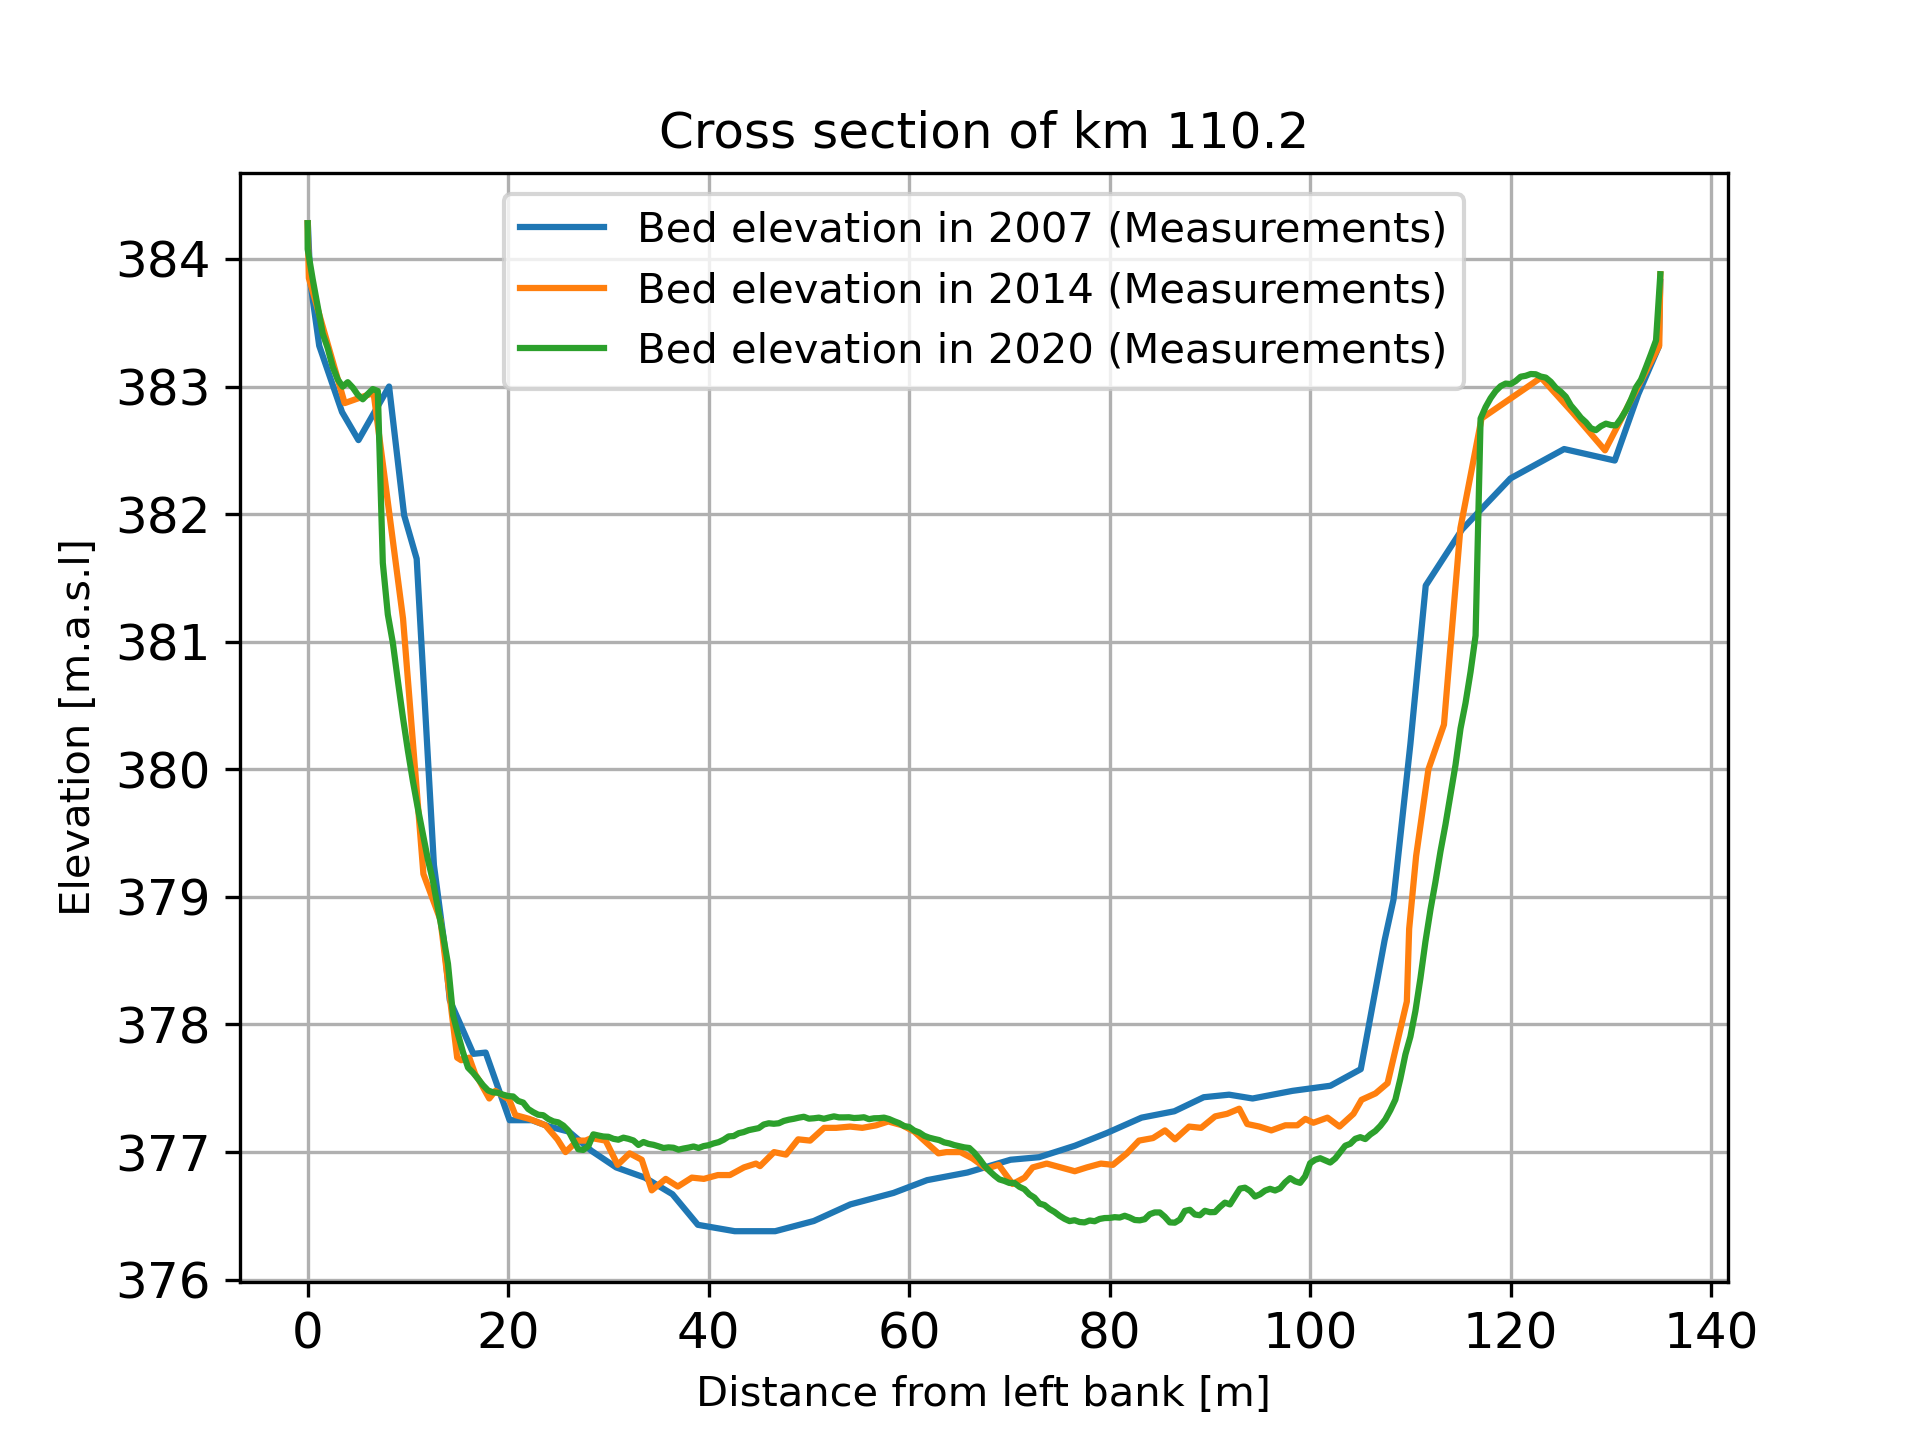 Cross section of km 110.2
Bed elevation in 2007 (Measurements)
Bed elevation in 2014 (Measurements)
Bed elevation in 2020 (Measurements)
Elevation [m.a.s.l]
384
383
382
381
380
379
378
377
376
0 20 40 60 80 100 120 140
Distance from left bank [m]